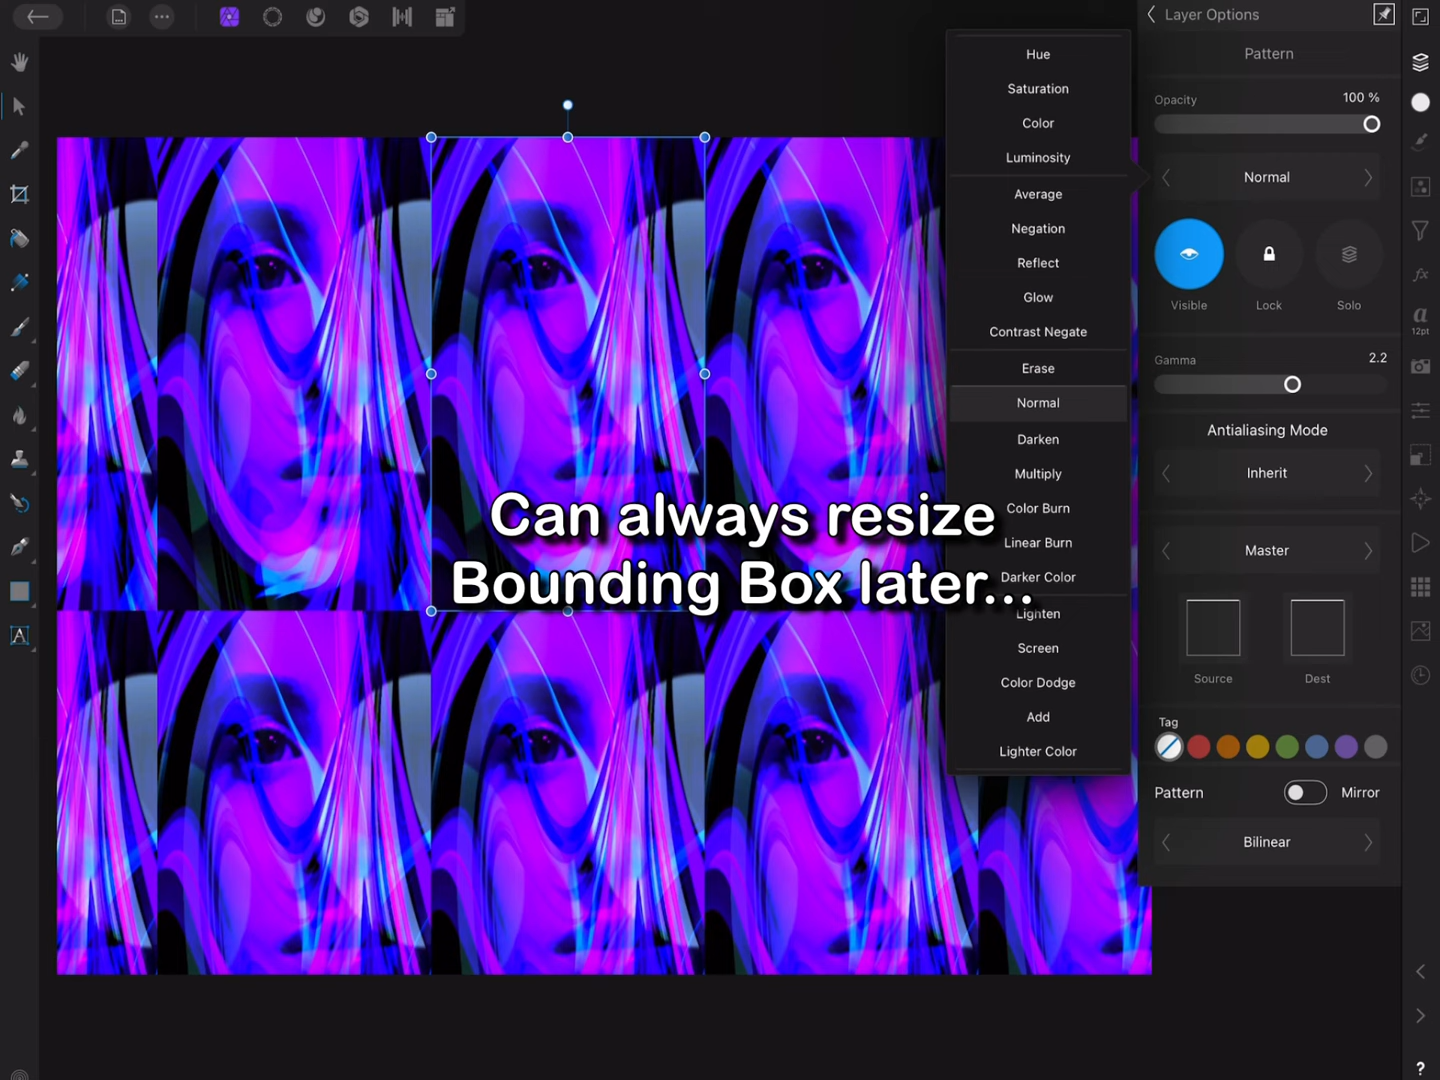 Layer Options
Pattern
Opacity
100 %
Normal
Visible
Lock
Solo
Gamma
2.2
Antialiasing Mode
Inherit
Master
Source
Dest
Tag
Pattern
Mirror
Bilinear
Hue
Saturation
Color
Luminosity
Average
Negation
Reflect
Glow
Contrast Negate
Erase
Normal
Darken
Multiply
Color Burn
Linear Burn
Darker Color
Lighten
Screen
Color Dodge
Add
Lighter Color
Can always resize
Bounding Box later...
fx
a
12pt
A
?